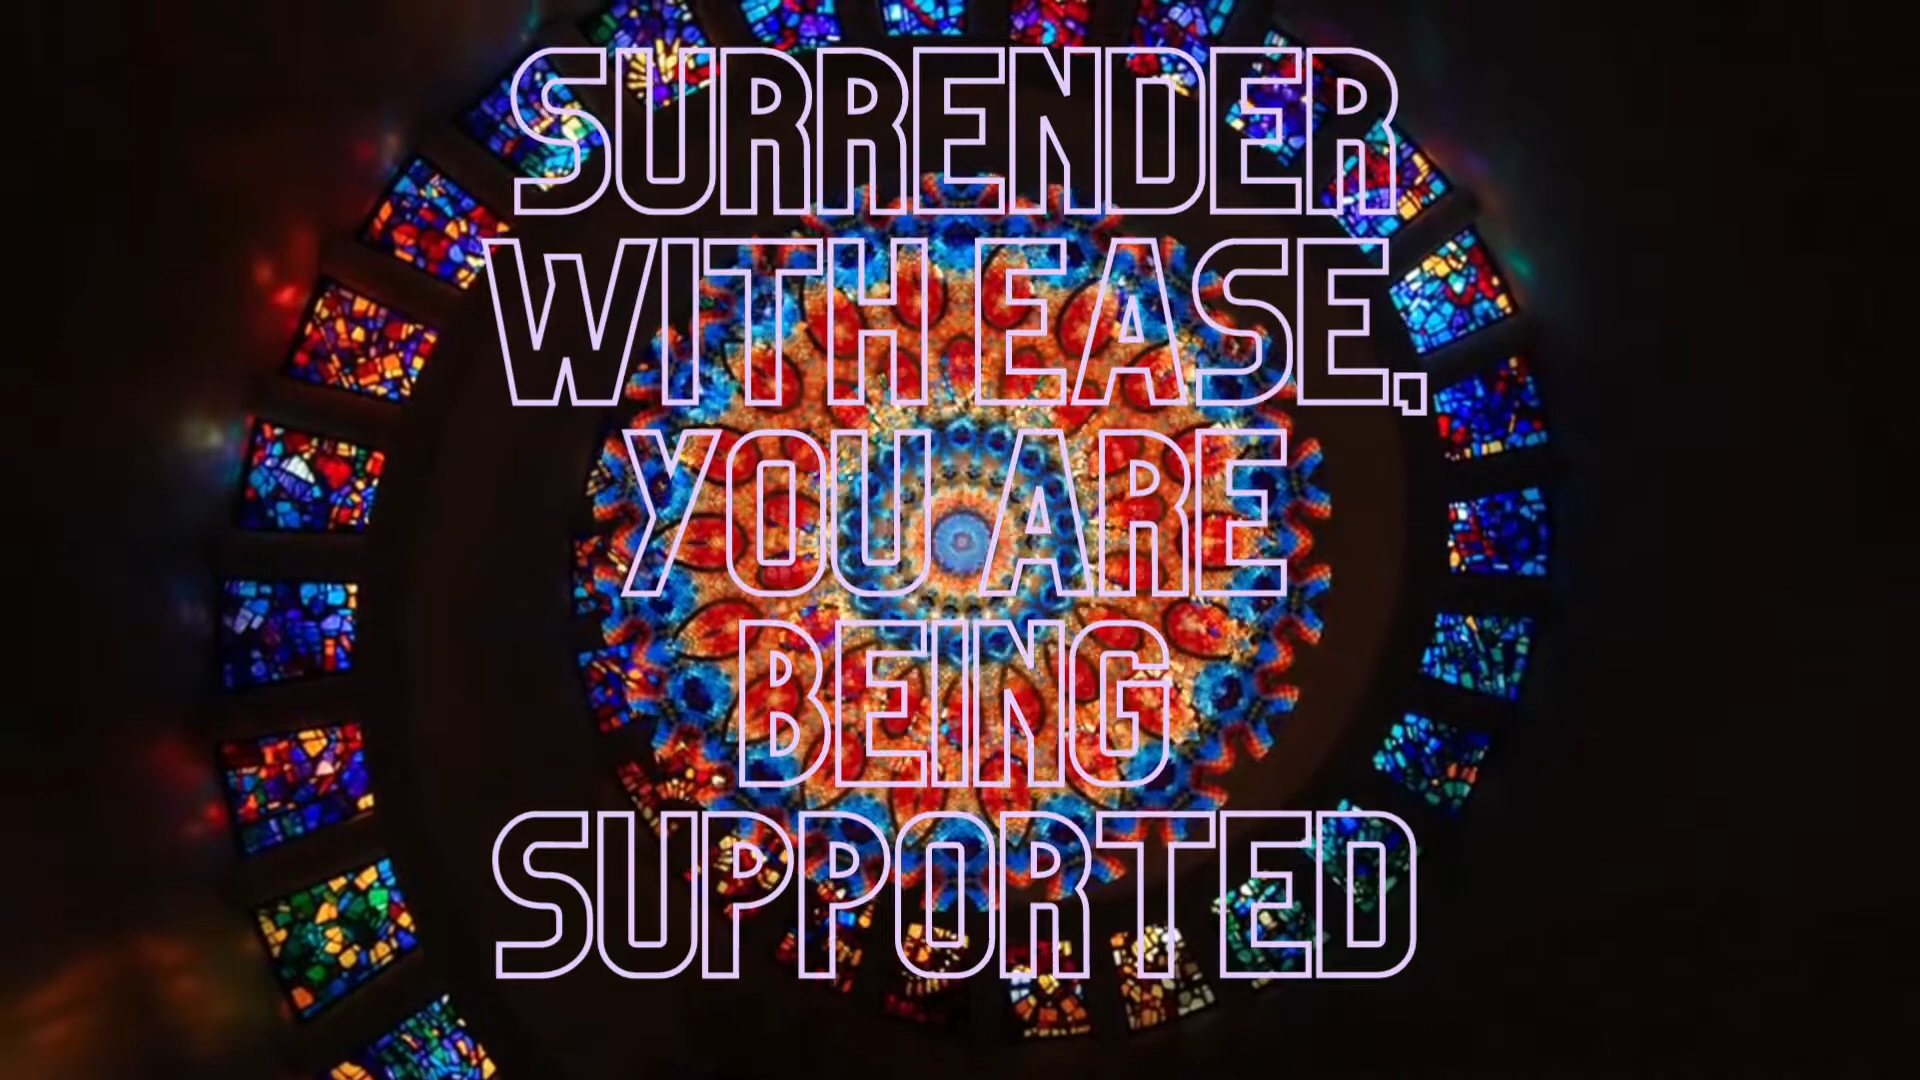 SURRENDER
WITH EASE,
YOU ARE
BEING
SUPPORTED